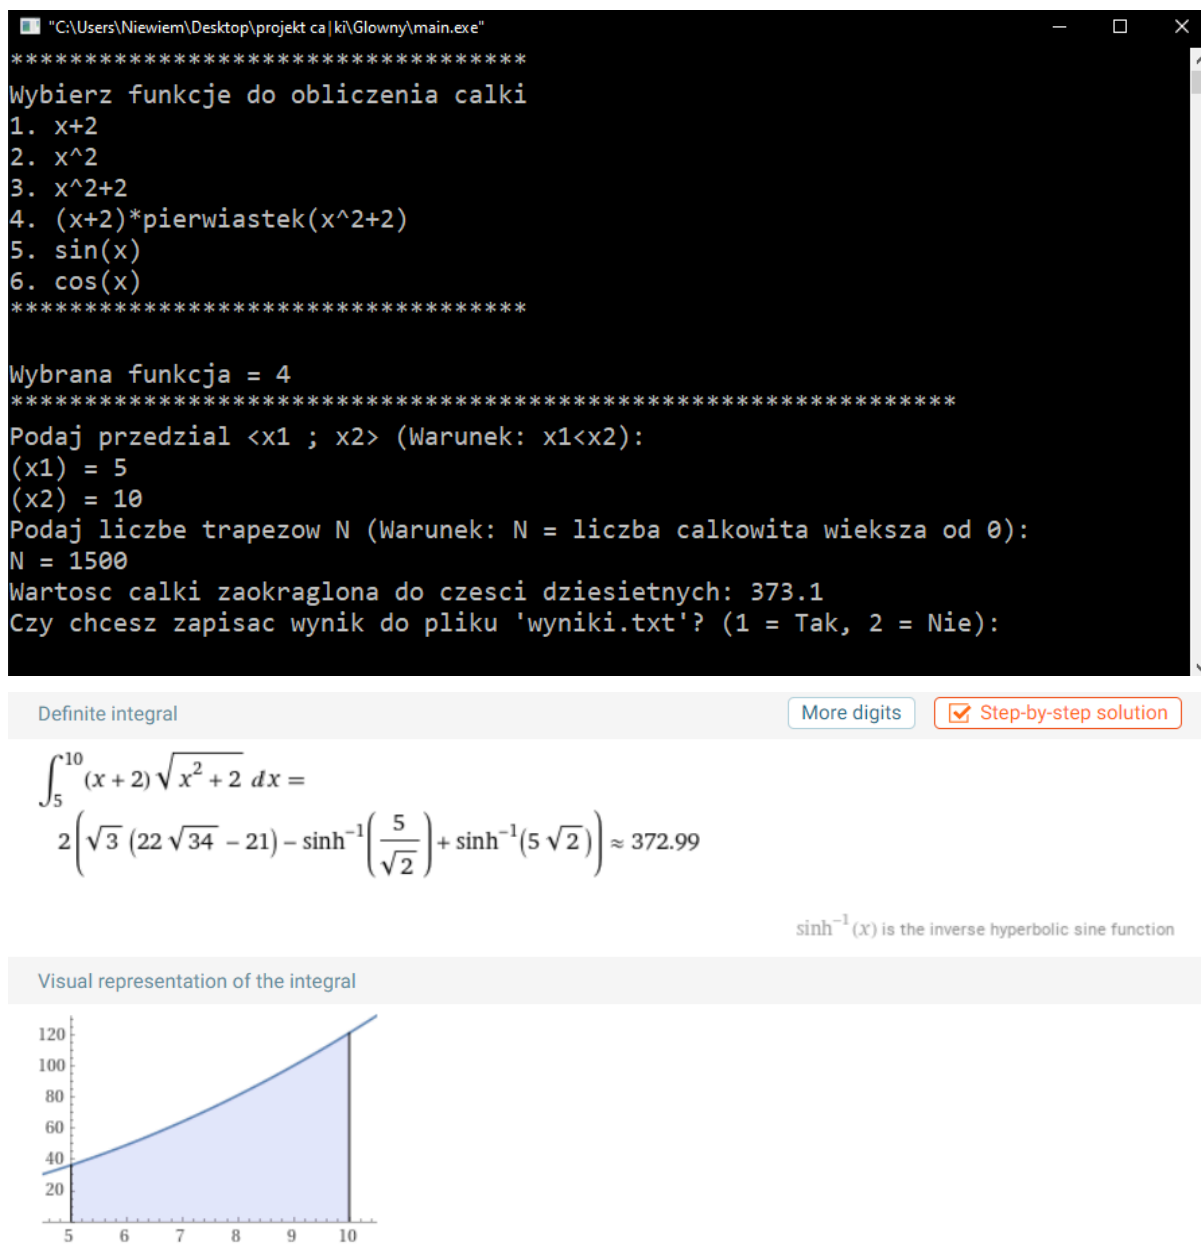 "C:\Users\Niewiem\Desktop\projekt ca|ki\Glowny\main.exe"
***********************************
Wybierz funkcje do obliczenia calki
1. x+2
2. x^2
3. x^2+2
4. (x+2)*pierwiastek(x^2+2)
5. sin(x)
6. cos(x)
***********************************
Wybrana funkcja = 4
****************************************************************
Podaj przedzial <x1 ; x2> (Warunek: x1<x2):
(x1) = 5
(x2) = 10
Podaj liczbe trapezow N (Warunek: N = liczba calkowita wieksza od 0):
N = 1500
Wartosc calki zaokraglona do czesci dziesietnych: 373.1
Czy chcesz zapisac wynik do pliku 'wyniki.txt'? (1 = Tak, 2 = Nie):
Definite integral More digits Step-by-step solution
∫₅¹⁰ (x + 2) √(x² + 2) dx =
2 (√3 (22 √34 − 21) − sinh⁻¹(5/√2) + sinh⁻¹(5 √2)) ≈ 372.99
sinh⁻¹(x) is the inverse hyperbolic sine function
Visual representation of the integral
120
100
80
60
40
20
5 6 7 8 9 10